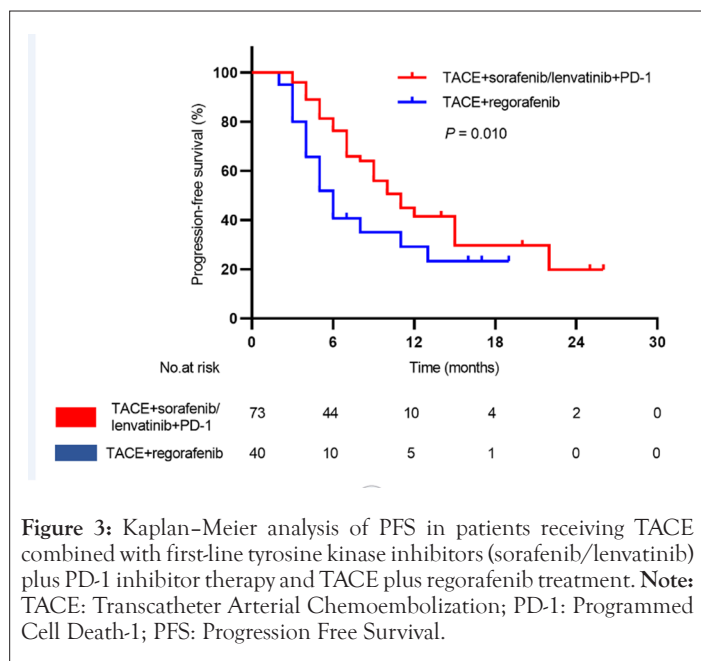 TACE+sorafenib/lenvatinib+PD-1
TACE+regorafenib
P = 0.010
Progression-free survival (%)
100
80
60
40
20
0
0 6 12 18 24 30
No.at risk Time (months)
TACE+sorafenib/
lenvatinib+PD-1 73 44 10 4 2 0
TACE+regorafenib 40 10 5 1 0 0
Figure 3: Kaplan–Meier analysis of PFS in patients receiving TACE
combined with first-line tyrosine kinase inhibitors (sorafenib/lenvatinib)
plus PD-1 inhibitor therapy and TACE plus regorafenib treatment. Note:
TACE: Transcatheter Arterial Chemoembolization; PD-1: Programmed
Cell Death-1; PFS: Progression Free Survival.